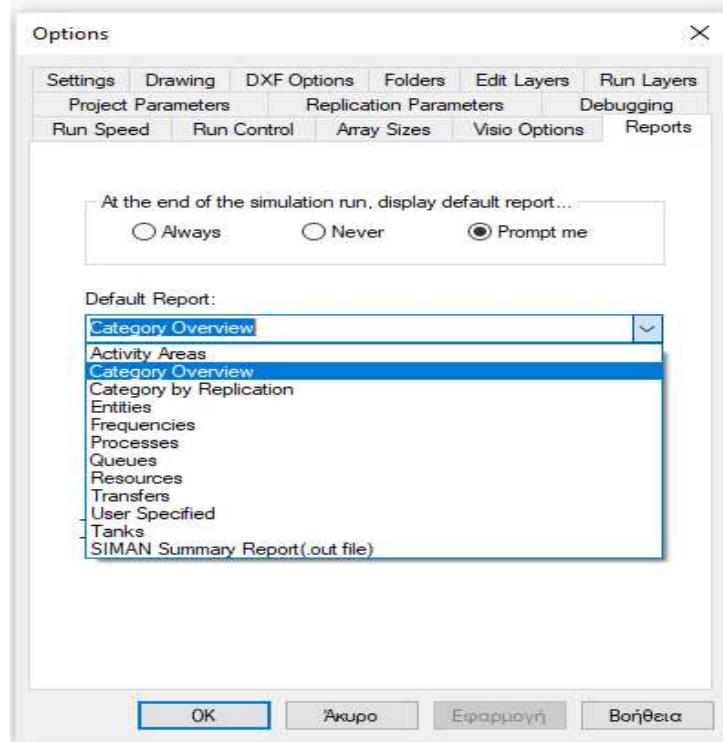 Options
Settings Drawing DXF Options Folders Edit Layers Run Layers
Project Parameters Replication Parameters Debugging
Run Speed Run Control Array Sizes Visio Options Reports
At the end of the simulation run, display default report...
Always Never Prompt me
Default Report:
Category Overview
Activity Areas
Category Overview
Category by Replication
Entities
Frequencies
Processes
Queues
Resources
Transfers
User Specified
Tanks
SIMAN Summary Report(.out file)
OK Άκυρο Εφαρμογή Βοήθεια